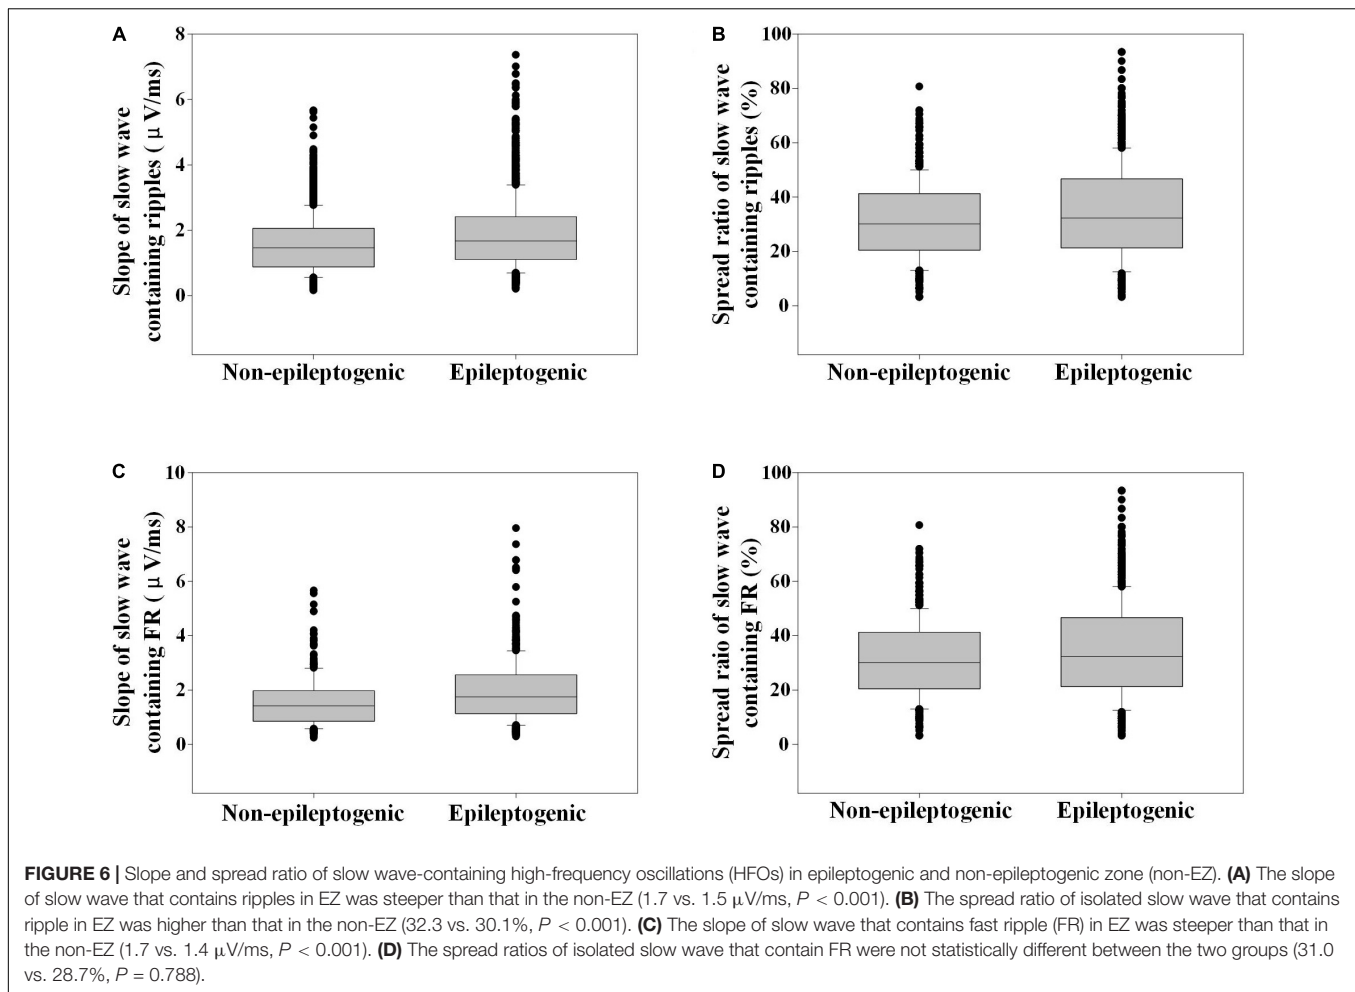 A
8
6
4
2
0
Slope of slow wave
containing ripples ( μ V/ms)
Non-epileptogenic
Epileptogenic
B
100
80
60
40
20
0
Spread ratio of slow wave
containing ripples (%)
Non-epileptogenic
Epileptogenic
C
10
8
6
4
2
0
Slope of slow wave
containing FR ( μ V/ms)
Non-epileptogenic
Epileptogenic
D
100
80
60
40
20
0
Spread raio of slow wave
containing FR (%)
Non-epileptogenic
Epileptogenic
FIGURE 6 | Slope and spread ratio of slow wave-containing high-frequency oscillations (HFOs) in epileptogenic and non-epileptogenic zone (non-EZ). (A) The slope
of slow wave that contains ripples in EZ was steeper than that in the non-EZ (1.7 vs. 1.5 μV/ms, P < 0.001). (B) The spread ratio of isolated slow wave that contains
ripple in EZ was higher than that in the non-EZ (32.3 vs. 30.1%, P < 0.001). (C) The slope of slow wave that contains fast ripple (FR) in EZ was steeper than that in
the non-EZ (1.7 vs. 1.4 μV/ms, P < 0.001). (D) The spread ratios of isolated slow wave that contain FR were not statistically different between the two groups (31.0
vs. 28.7%, P = 0.788).